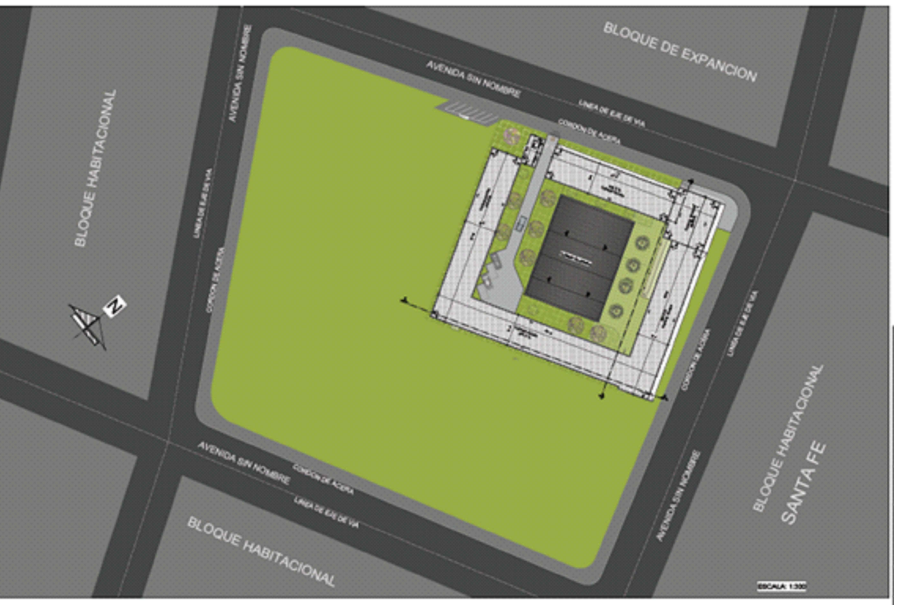 BLOQUE DE EXPANCION
AVENIDA SIN NOMBRE
AVENIDA SIN NOMBRE
LINEA DE EJE DE VIA
CORDON DE ACERA
BLOQUE HABITACIONAL
LINEA DE EJE DE VIA
CORDON DE ACERA
N
LINEA DE EJE DE VIA
CORDON DE ACERA
BLOQUE HABITACIONAL
SANTA FE
AVENIDA SIN NOMBRE
AVENIDA SIN NOMBRE
CORDON DE ACERA
LINEA DE EJE DE VIA
BLOQUE HABITACIONAL
ESCALA: 1:300